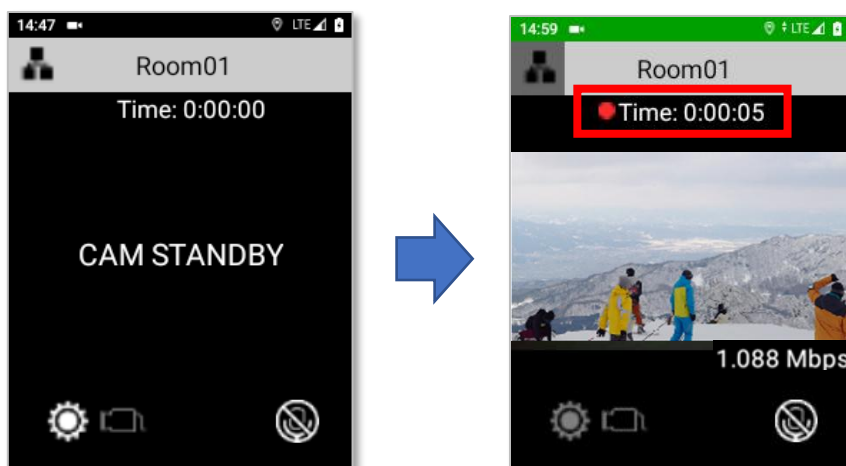 14:47 LTE
Room01
Time: 0:00:00
CAM STANDBY
14:59 LTE
Room01
Time: 0:00:05
1.088 Mbps